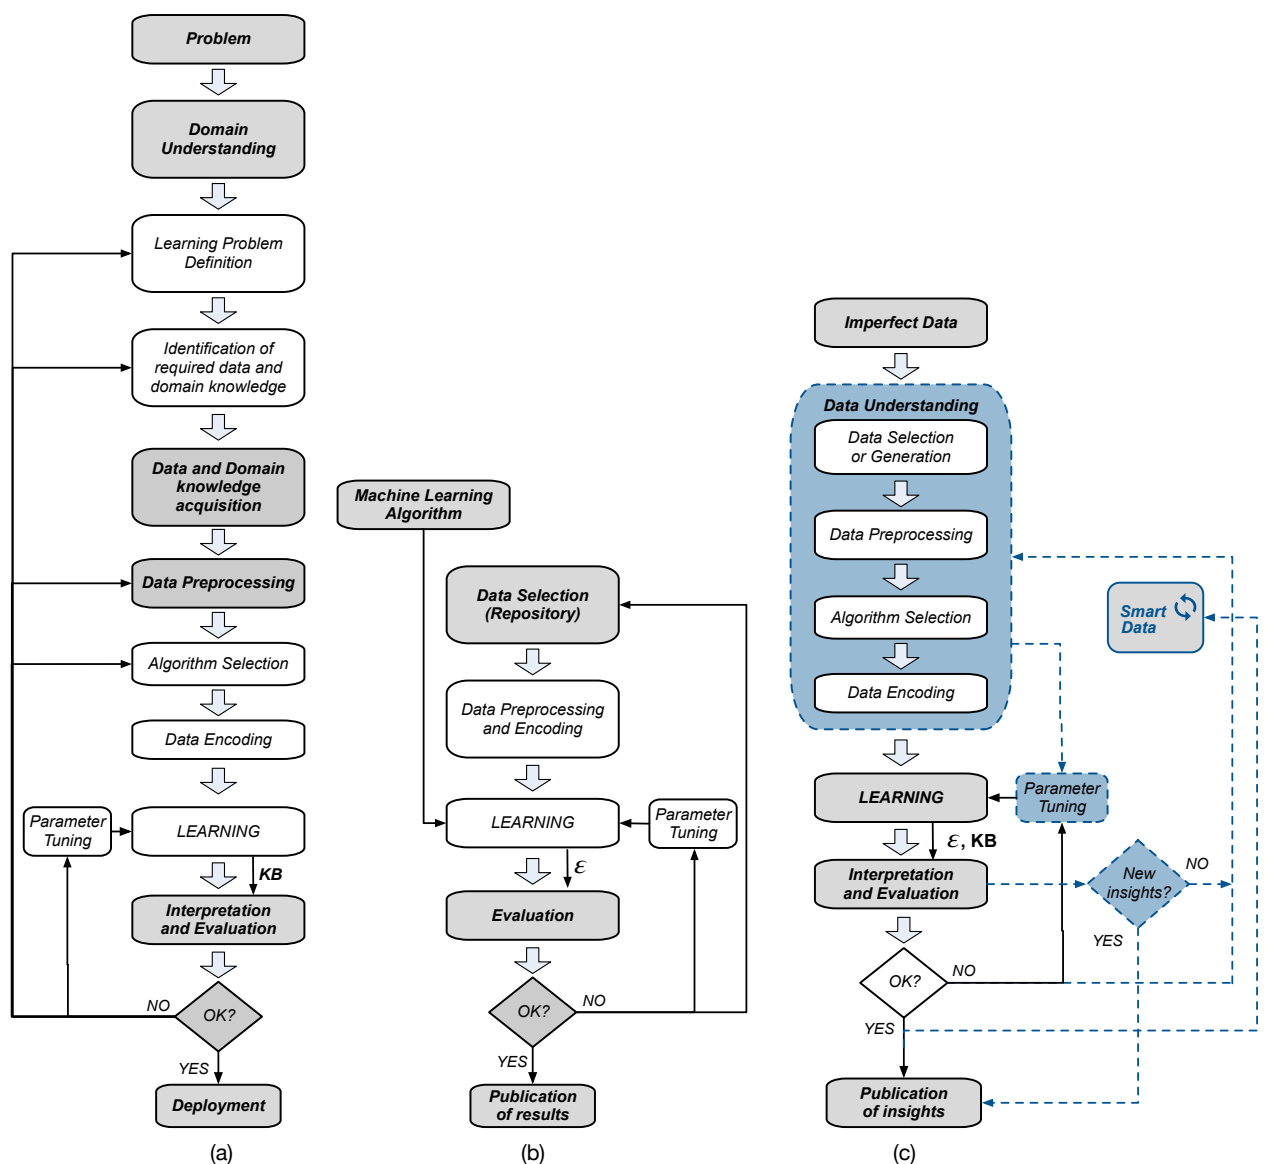 Problem
Domain
Understanding
Learning Problem
Definition
Identification of
required data and
domain knowledge
Data and Domain
knowledge
acquisition
Data Preprocessing
Algorithm Selection
Data Encoding
Parameter
Tuning
LEARNING
KB
Interpretation
and Evaluation
NO
OK?
YES
Deployment
(a)
Machine Learning
Algorithm
Data Selection
(Repository)
Data Preprocessing
and Encoding
LEARNING
Parameter
Tuning
ε
Evaluation
OK?
NO
YES
Publication
of results
(b)
Imperfect Data
Data Understanding
Data Selection
or Generation
Data Preprocessing
Algorithm Selection
Data Encoding
Smart
Data
LEARNING
Parameter
Tuning
ε, KB
Interpretation
and Evaluation
New
insights?
NO
YES
OK?
NO
YES
Publication
of insights
(c)